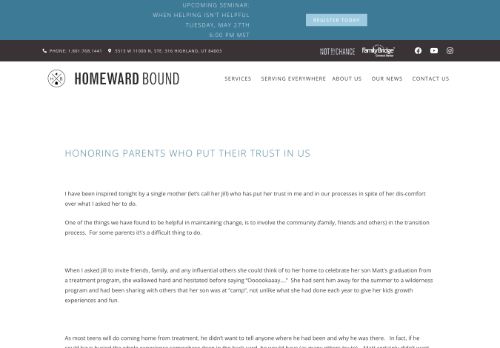 UPCOMING SEMINAR:
WHEN HELPING ISN'T HELPFUL
TUESDAY, MAY 27TH
6:00 PM MST
REGISTER TODAY
PHONE: 1.801.768.1441
5513 W 11000 N, STE. 316 HIGHLAND, UT 84003
NOT BY CHANCE
FamilyBridge
HOMEWARD BOUND
SERVICES
SERVING EVERYWHERE
ABOUT US
OUR NEWS
CONTACT US
HONORING PARENTS WHO PUT THEIR TRUST IN US
I have been inspired tonight by a single mother (let's call her Jill) who has put her trust in me and in our processes in spite of her dis-comfort
over what I asked her to do.
One of the things we have found to be helpful in maintaining change, is to involve the community (family, friends and others) in the transition
process. For some parents it's a difficult thing to do.
When I asked Jill to invite friends, family, and any influential others she could think of to her home to celebrate her son Matt's graduation from
a treatment program, she wallowed hard and hesitated before saying "Dooookaaay...." She had sent him away for the summer to a wilderness
program and had been sharing with others that her son was at "camp", not unlike what she had done each year to give her kids growth
experiences and fun.
As most teens will do coming home from treatment, he didn't want to tell anyone where he had been and why he was there. In fact, if he